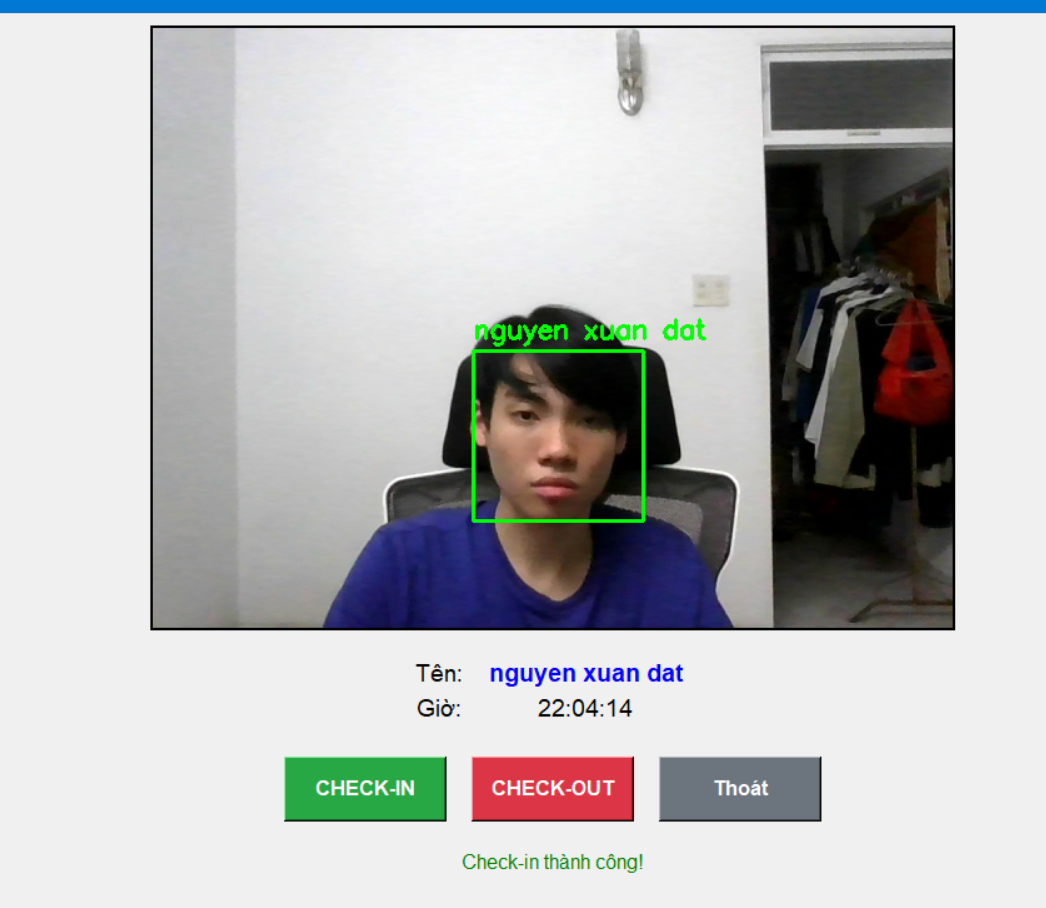 nguyen xuan dat
Tên: nguyen xuan dat
Giờ: 22:04:14
CHECK-IN CHECK-OUT Thoát
Check-in thành công!